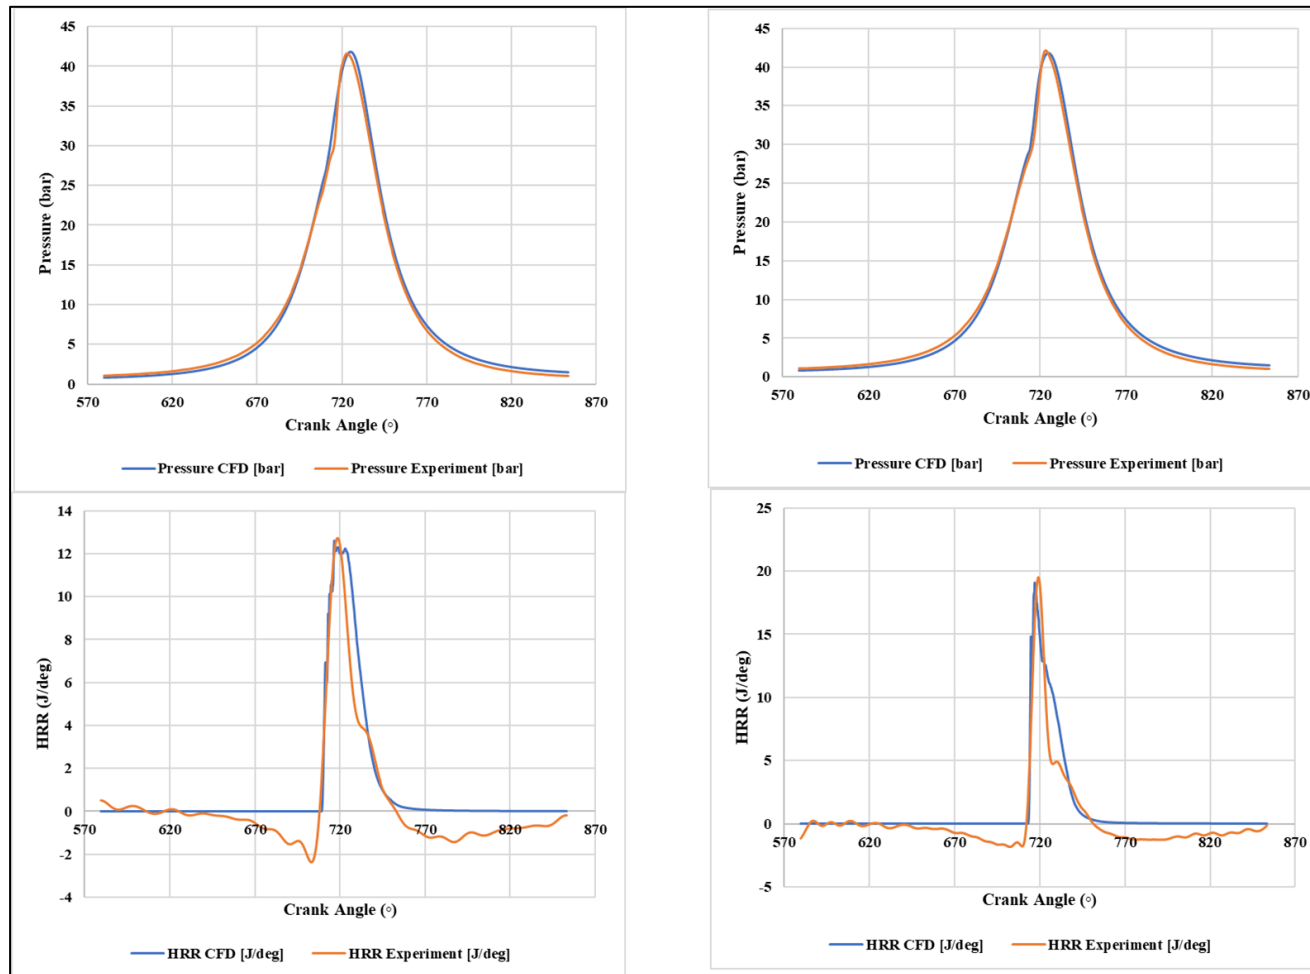 45
40
35
30
25
20
15
10
5
0
Pressure (bar)
570 620 670 720 770 820 870
Crank Angle (○)
Pressure CFD [bar] Pressure Experiment [bar]
45
40
35
30
25
20
15
10
5
0
Pressure (bar)
570 620 670 720 770 820 870
Crank Angle (○)
Pressure CFD [bar] Pressure Experiment [bar]
14
12
10
8
6
4
2
0
-2
-4
HRR (J/deg)
570 620 670 720 770 820 870
Crank Angle (○)
HRR CFD [J/deg] HRR Experiment [J/deg]
25
20
15
10
5
0
-5
HRR (J/deg)
570 620 670 720 770 820 870
Crank Angle (○)
HRR CFD [J/deg] HRR Experiment [J/deg]